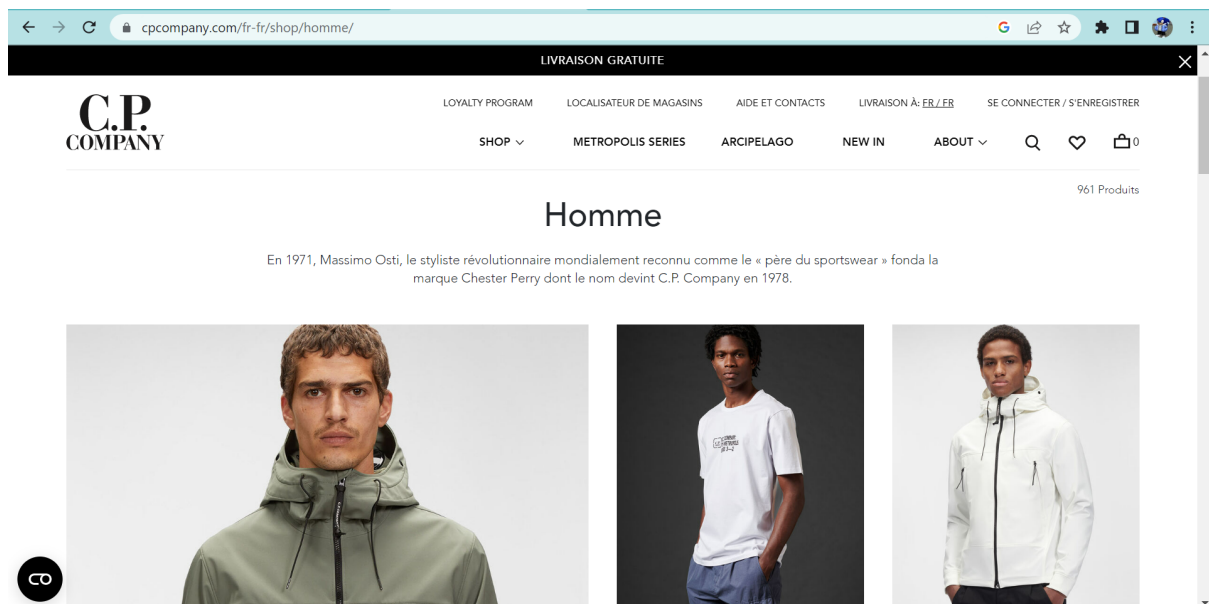 cpcompany.com/fr-fr/shop/homme/
LIVRAISON GRATUITE
C.P.
COMPANY
LOYALTY PROGRAM LOCALISATEUR DE MAGASINS AIDE ET CONTACTS LIVRAISON À: FR / FR SE CONNECTER / S'ENREGISTRER
SHOP METROPOLIS SERIES ARCIPELAGO NEW IN ABOUT 0
961 Produits
Homme
En 1971, Massimo Osti, le styliste révolutionnaire mondialement reconnu comme le « père du sportswear » fonda la
marque Chester Perry dont le nom devint C.P. Company en 1978.